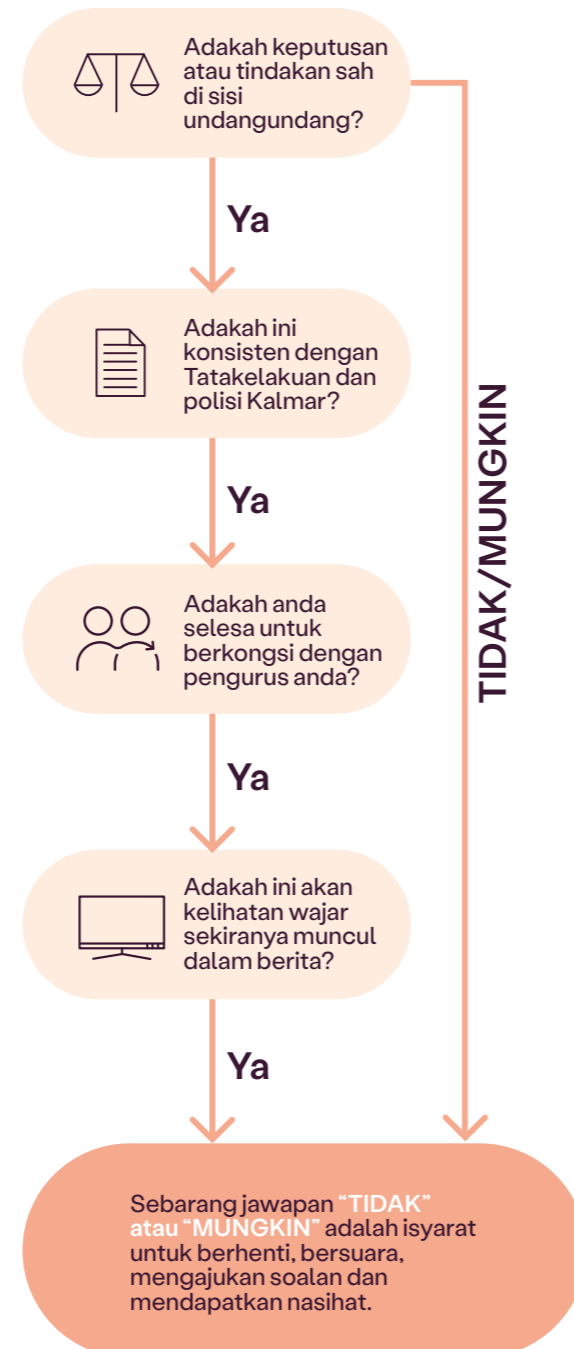 Adakah keputusan
atau tindakan sah
di sisi
undangundang?
Ya
Adakah ini
konsisten dengan
Tatakelakuan dan
polisi Kalmar?
Ya
Adakah anda
selesa untuk
berkongsi dengan
pengurus anda?
Ya
Adakah ini akan
kelihatan wajar
sekiranya muncul
dalam berita?
Ya
TIDAK/MUNGKIN
Sebarang jawapan “TIDAK”
atau “MUNGKIN” adalah isyarat
untuk berhenti, bersuara,
mengajukan soalan dan
mendapatkan nasihat.